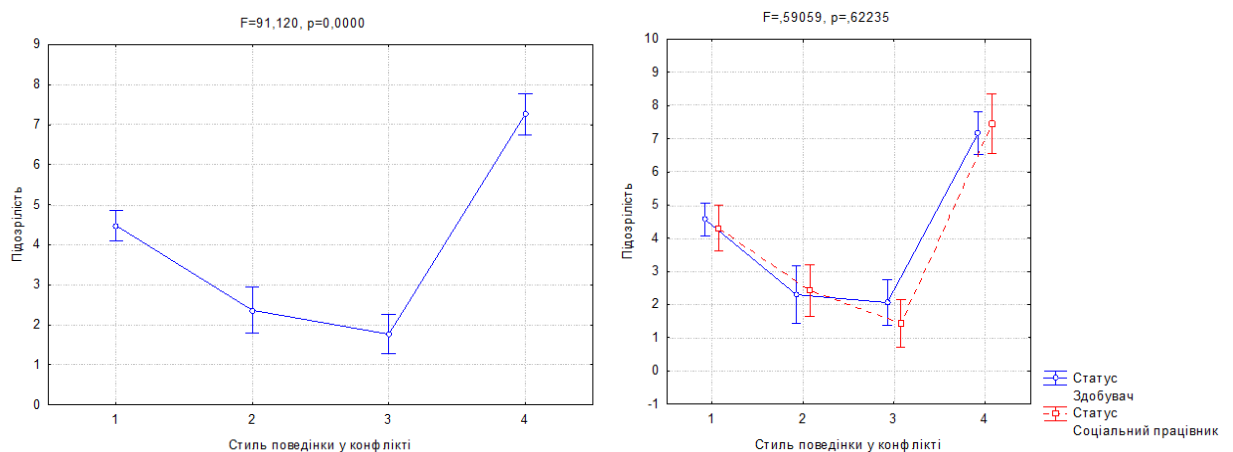 F=91,120, p=0,0000
9
8
7
6
5
4
3
2
1
0
Підозрілість
1 2 3 4
Стиль поведінки у конфлікті
F=,59059, p=,62235
10
9
8
7
6
5
4
3
2
1
0
-1
Підозрілість
1 2 3 4
Стиль поведінки у конфлікті
Статус
Здобувач
Статус
Соціальний працівник